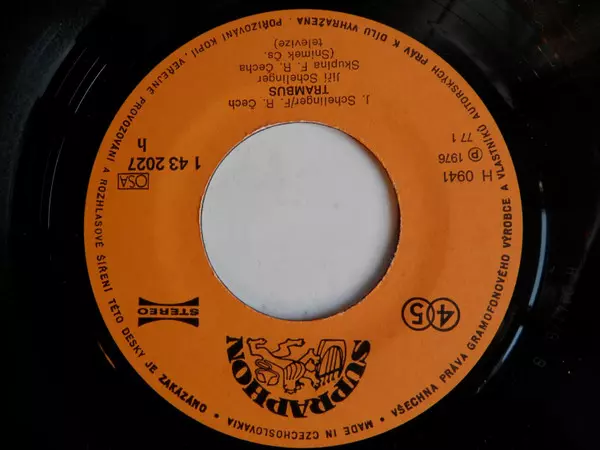 SUPRAPHON
45
STEREO
H 0941
Ⓟ 1976
77 1
OSA
1 43 2027
h
TRAMBUS
J. Schelinger/F. R. Čech
Jiří Schelinger
Skupina F. R. Čecha
(Snímek Čs.
televize)
MADE IN CZECHOSLOVAKIA • VŠECHNA PRÁVA GRAMOFONOVÉHO VÝROBCE A VLASTNÍKŮ AUTORSKÝCH PRÁV K DÍLU VYHRAŽENA. POŘIZOVÁNÍ KOPIÍ, VEŘEJNÉ PROVOZOVÁNÍ A ROZHLASOVÉ ŠÍŘENÍ TÉTO DESKY JE ZAKÁZÁNO •